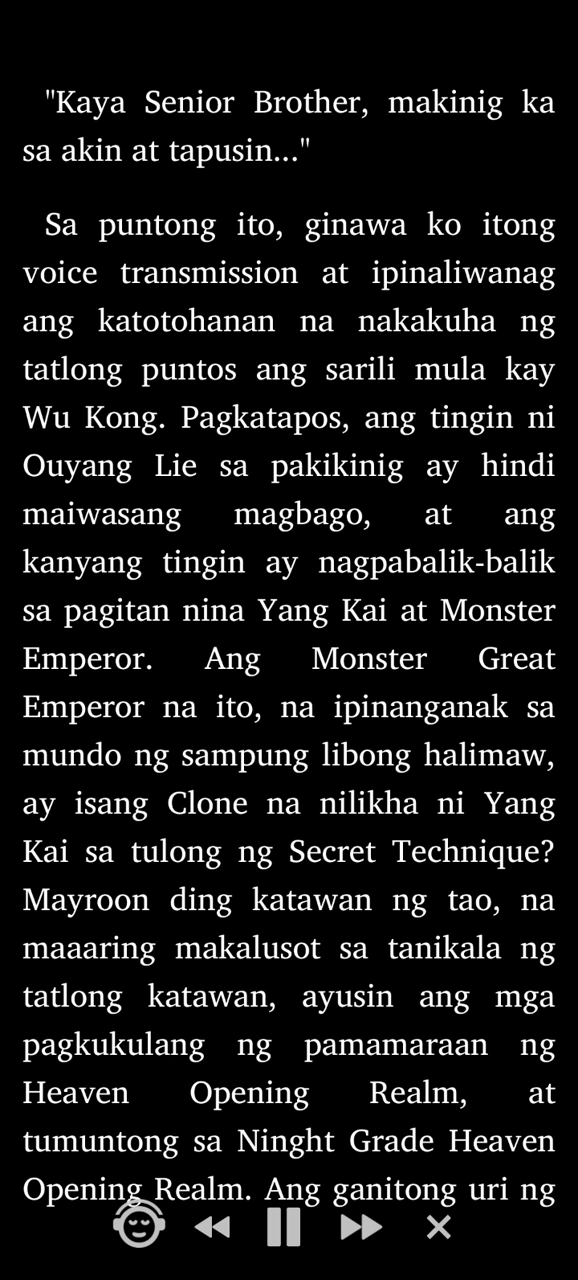 "Kaya Senior Brother, makinig ka
sa akin at tapusin..."
Sa puntong ito, ginawa ko itong
voice transmission at ipinaliwanag
ang katotohanan na nakakuha ng
tatlong puntos ang sarili mula kay
Wu Kong. Pagkatapos, ang tingin ni
Ouyang Lie sa pakikinig ay hindi
maiwasang magbago, at ang
kanyang tingin ay nagpabalik-balik
sa pagitan nina Yang Kai at Monster
Emperor. Ang Monster Great
Emperor na ito, na ipinanganak sa
mundo ng sampung libong halimaw,
ay isang Clone na nilikha ni Yang
Kai sa tulong ng Secret Technique?
Mayroon ding katawan ng tao, na
maaaring makalusot sa tanikala ng
tatlong katawan, ayusin ang mga
pagkukulang ng pamamaraan ng
Heaven Opening Realm, at
tumuntong sa Ninght Grade Heaven
Opening Realm. Ang ganitong uri ng